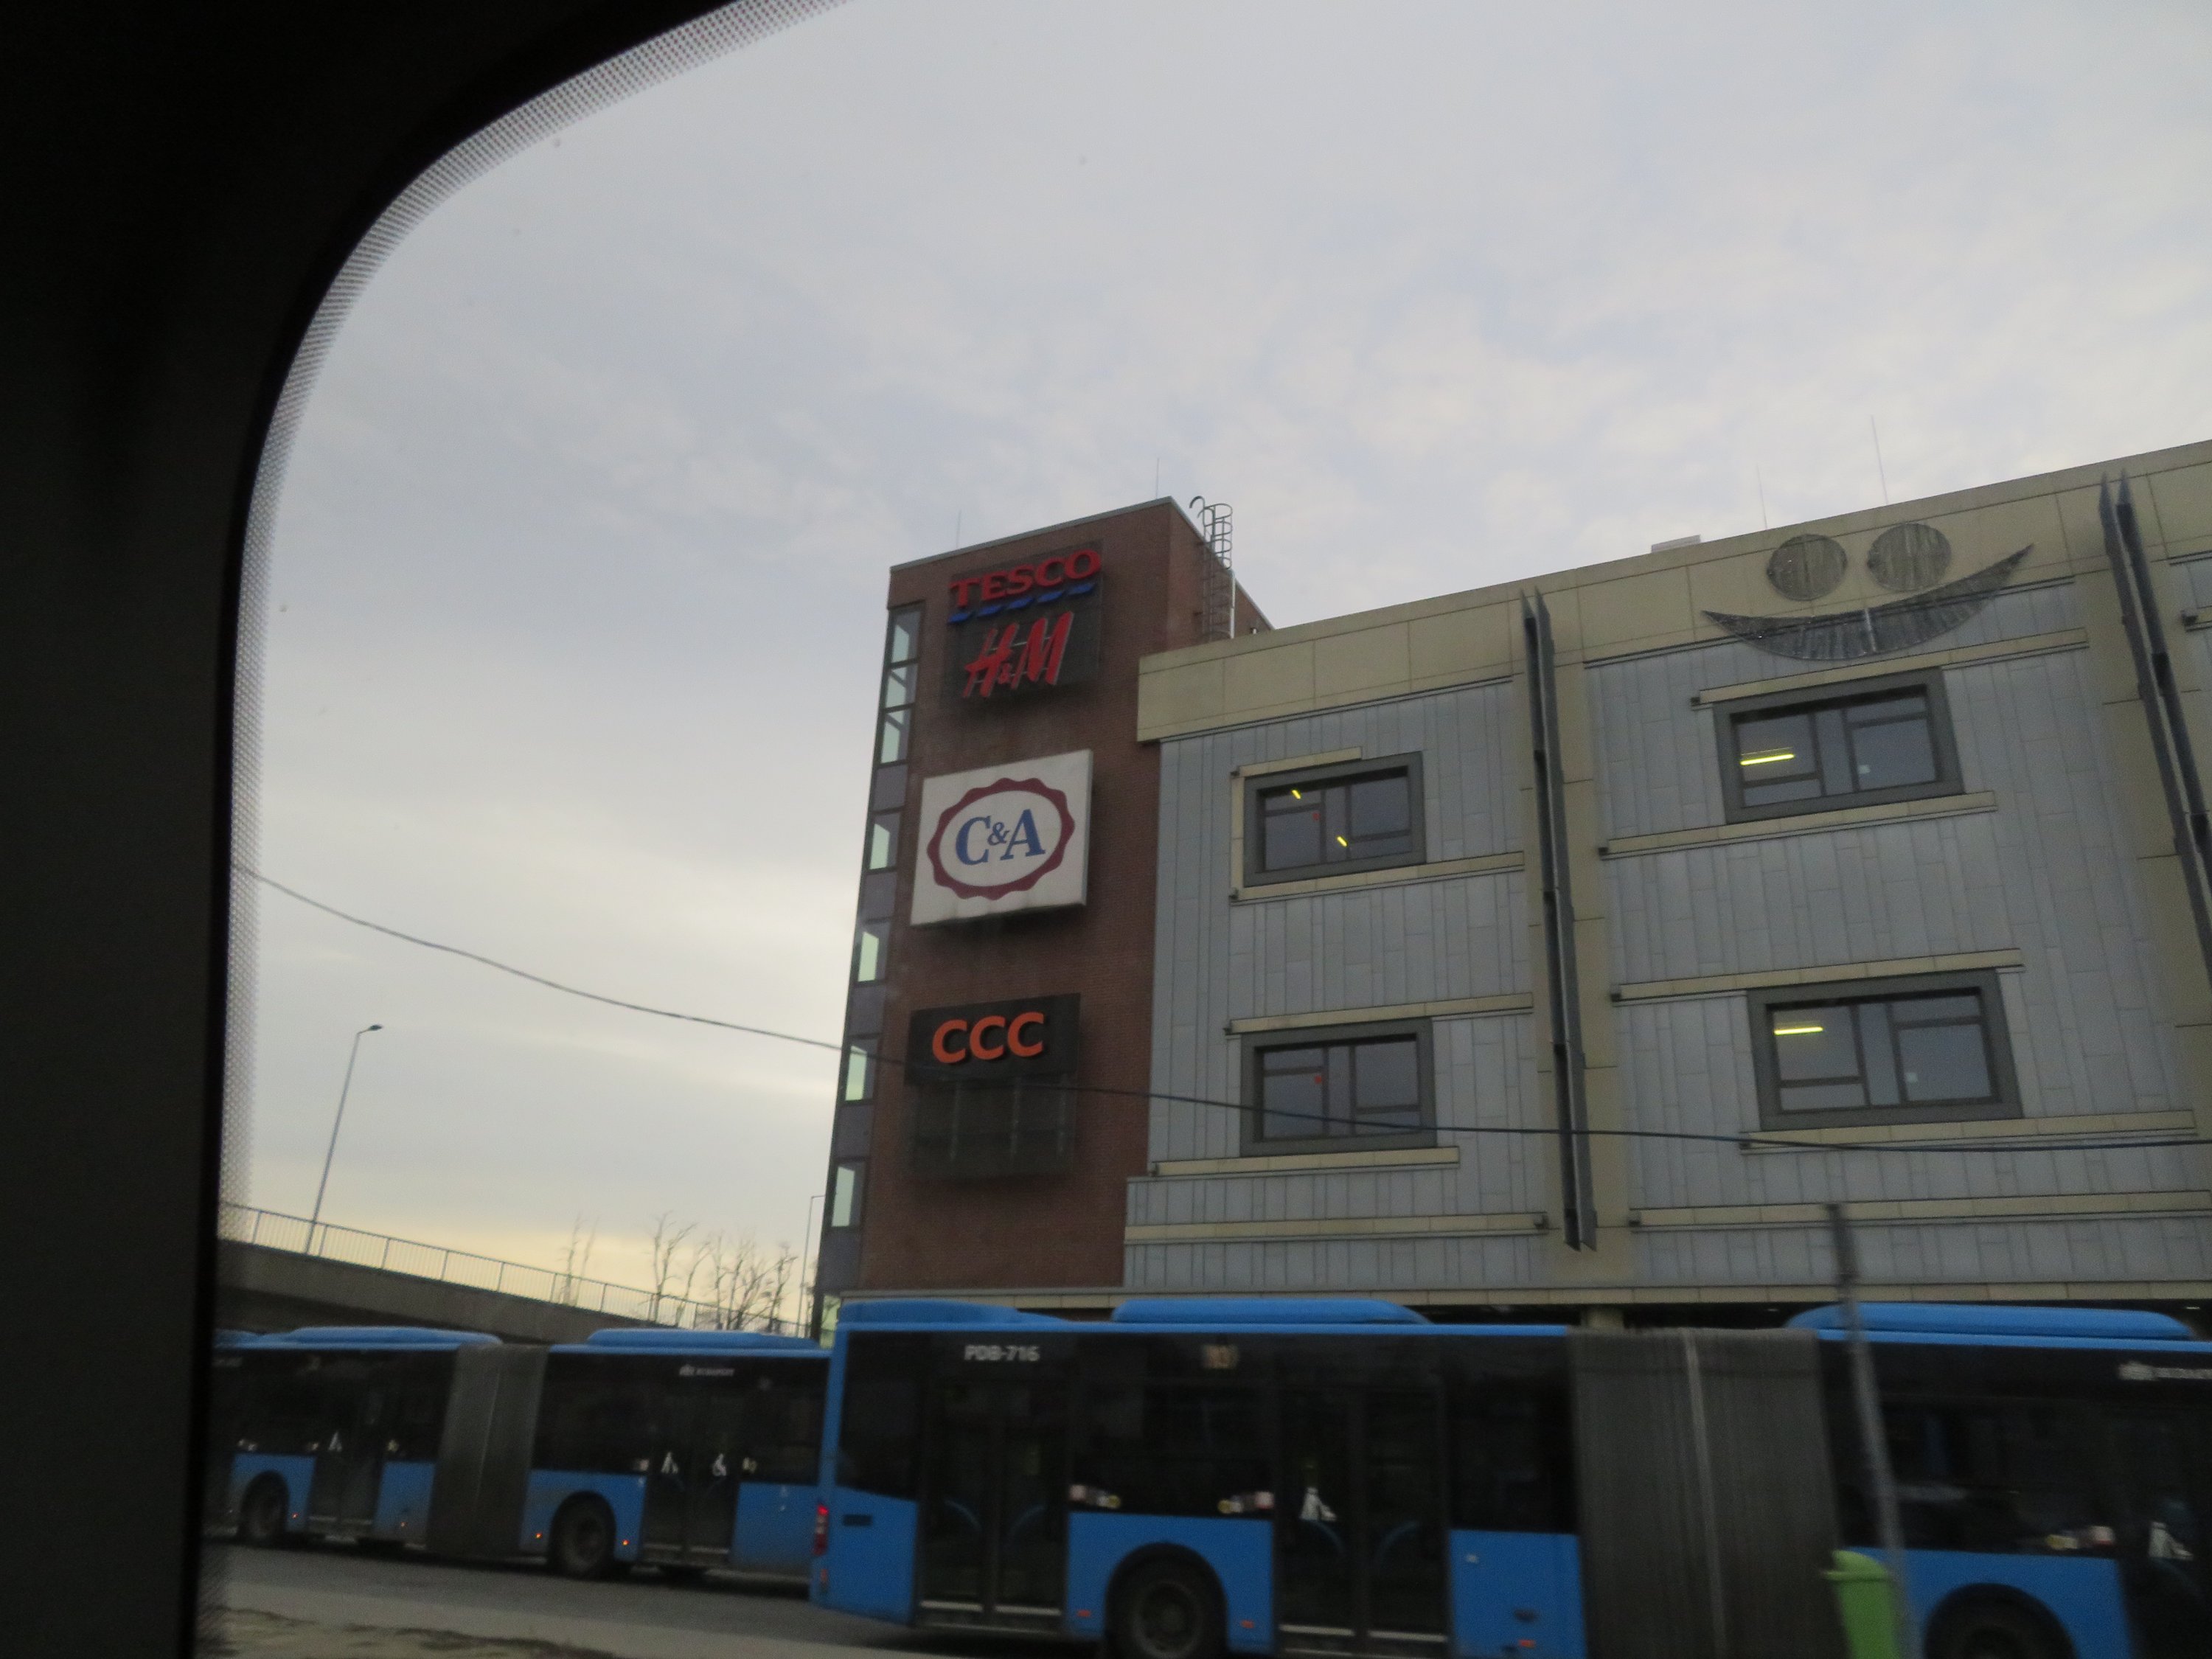 TESCO
H&M
C&A
CCC
PDB-716